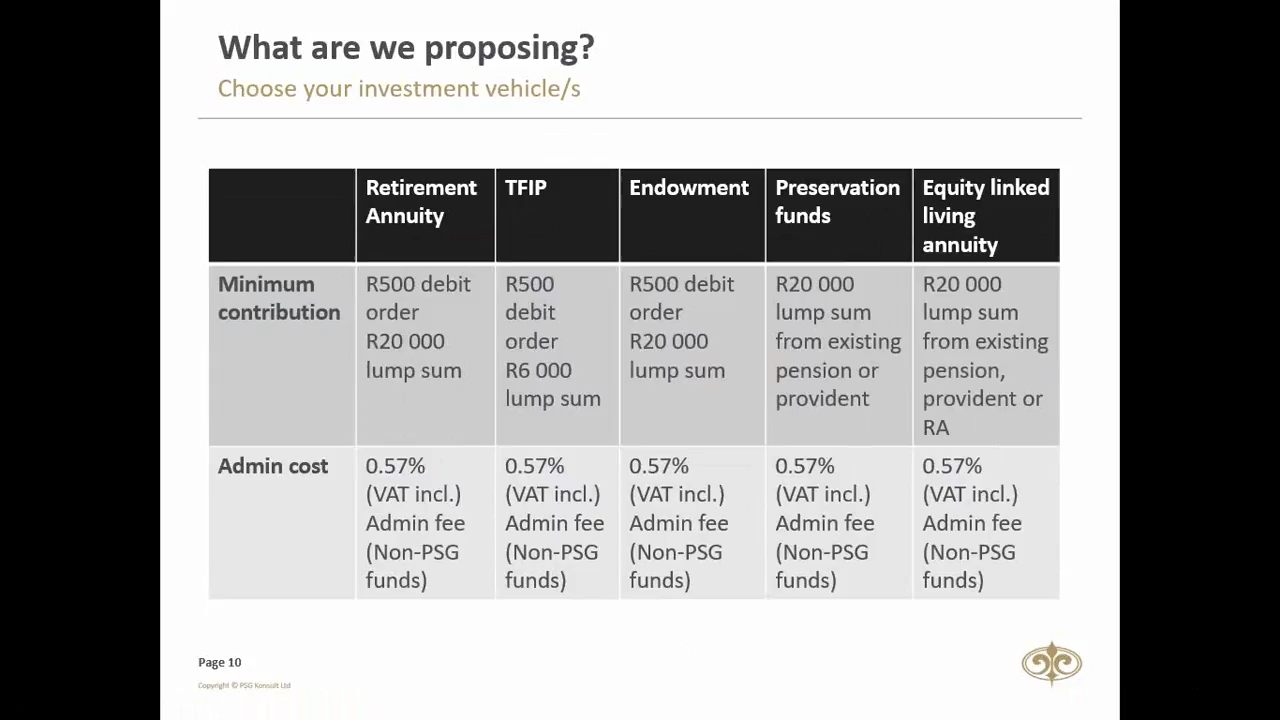 What are we proposing?
Choose your investment vehicle/s
Retirement
Annuity
TFIP
Endowment
Preservation
funds
Equity linked
living
annuity
Minimum
contribution
R500 debit
order
R20 000
lump sum
R500
debit
order
R6 000
lump sum
R500 debit
order
R20 000
lump sum
R20 000
lump sum
from existing
pension or
provident
R20 000
lump sum
from existing
pension,
provident or
RA
Admin cost
0.57%
(VAT incl.)
Admin fee
(Non-PSG
funds)
0.57%
(VAT incl.)
Admin fee
(Non-PSG
funds)
0.57%
(VAT incl.)
Admin fee
(Non-PSG
funds)
0.57%
(VAT incl.)
Admin fee
(Non-PSG
funds)
0.57%
(VAT incl.)
Admin fee
(Non-PSG
funds)
Page 10
Copyright © PSG Konsult Ltd